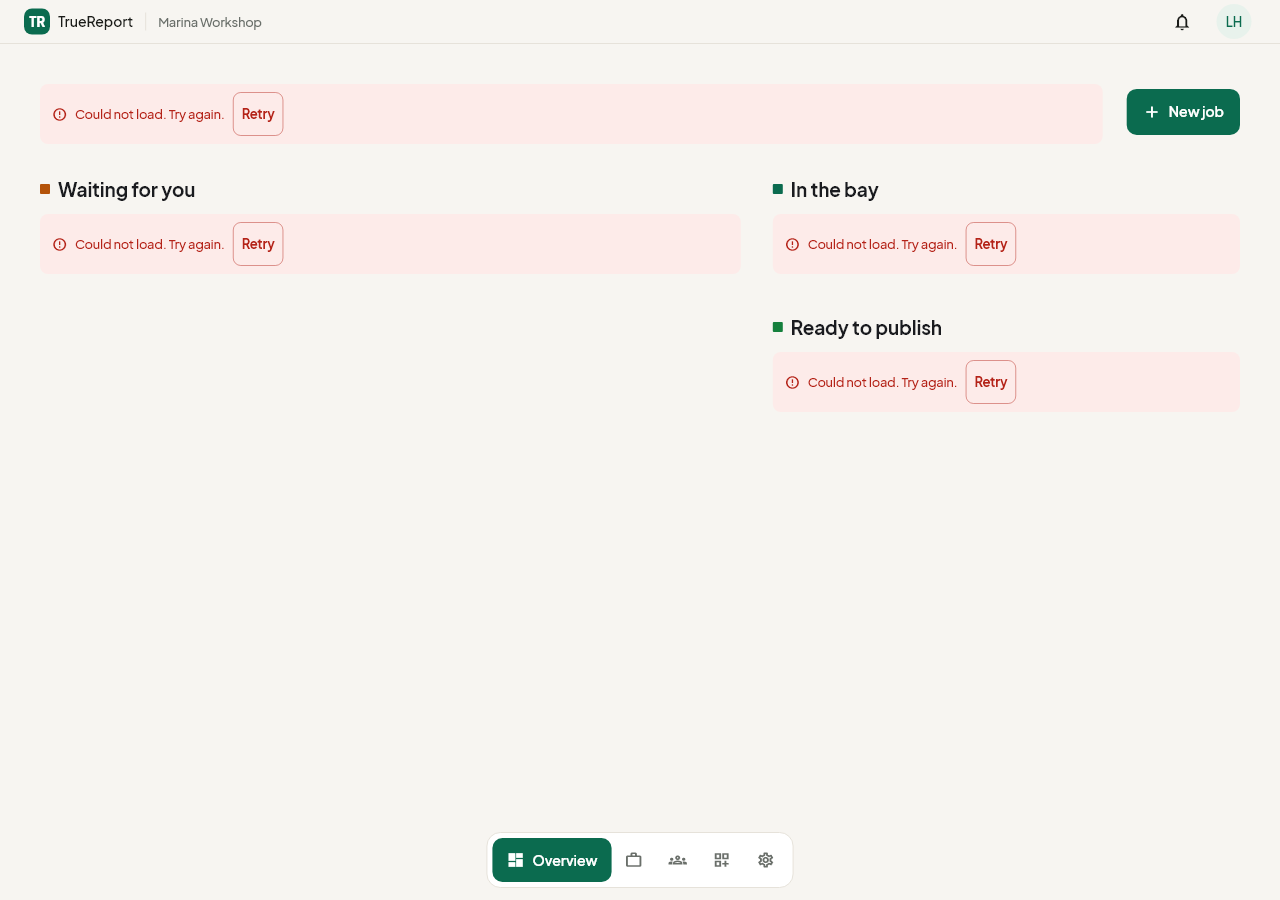 TR TrueReport Marina Workshop LH
Could not load. Try again. Retry
New job
Waiting for you
Could not load. Try again. Retry
In the bay
Could not load. Try again. Retry
Ready to publish
Could not load. Try again. Retry
Overview